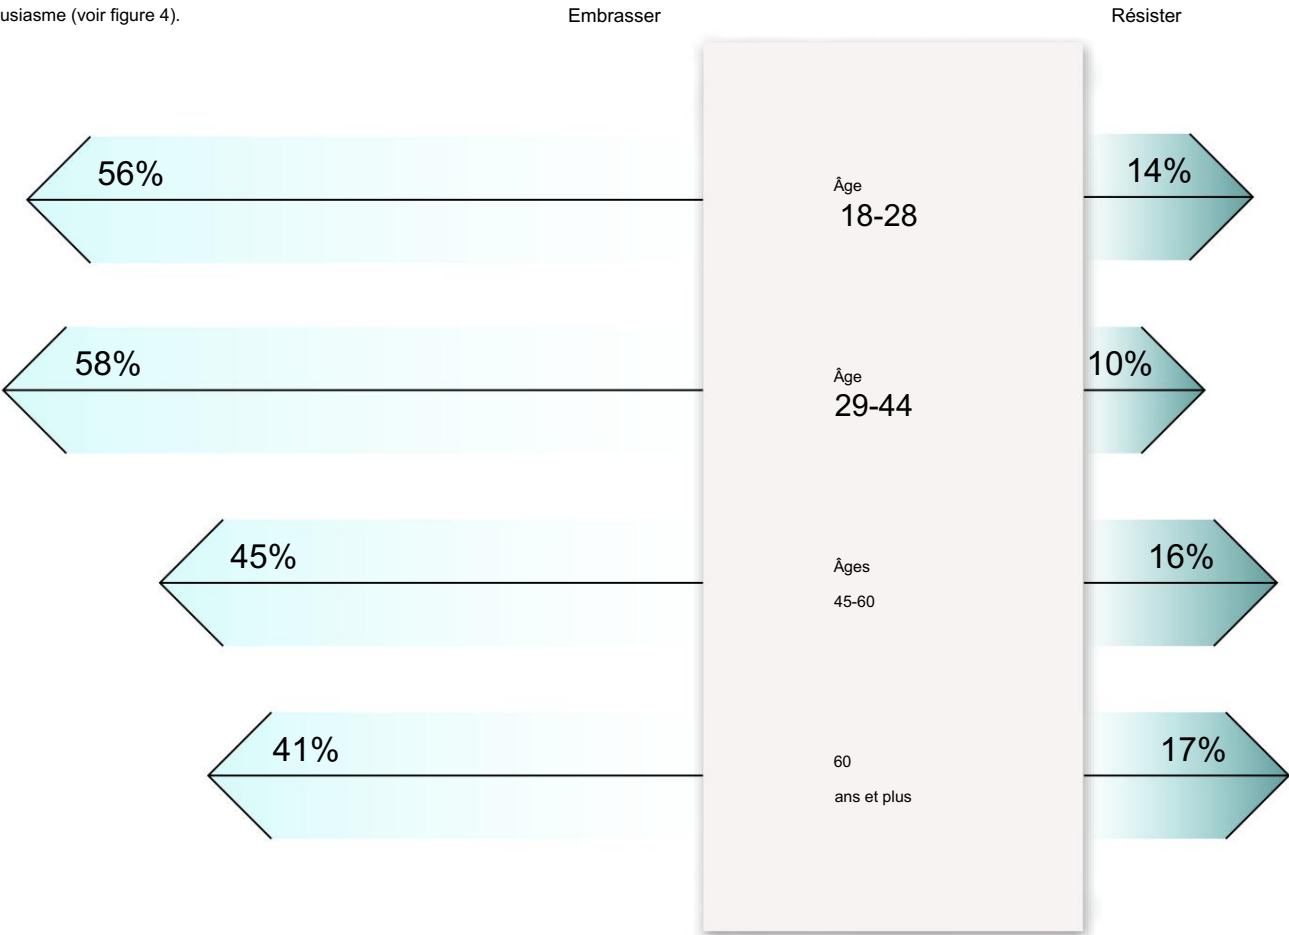 usiasme (voir figure 4).
Embrasser
Résister
56%
Âge
18-28
14%
58%
Âge
29-44
10%
45%
Âges
45-60
16%
41%
60
ans et plus
17%